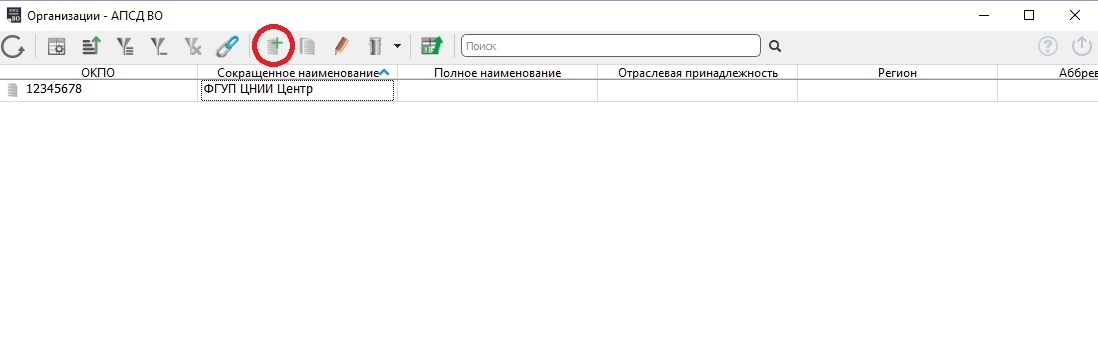 Организации - АПСД ВО
Поиск
ОКПО Сокращенное наименование Полное наименование Отраслевая принадлежность Регион Аббрев
12345678 ФГУП ЦНИИ Центр